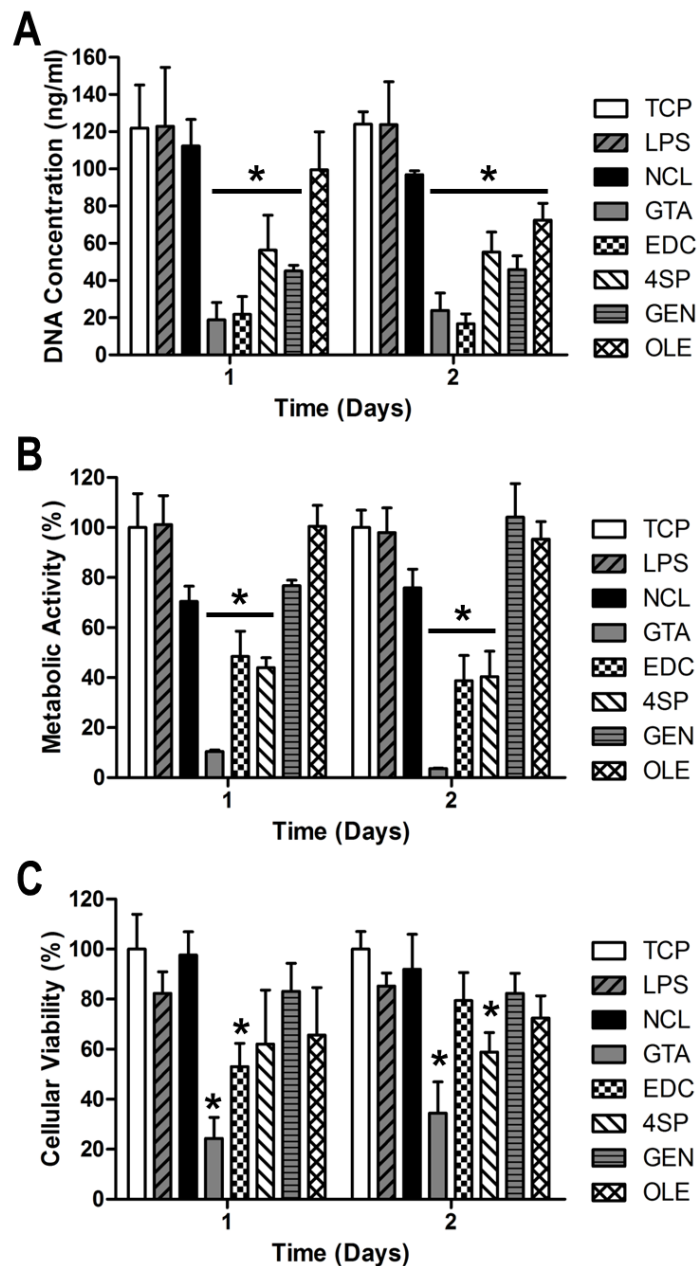 A
DNA Concentration (ng/ml)
160
140
120
100
80
60
40
20
0
*
*
1
2
Time (Days)
TCP
LPS
NCL
GTA
EDC
4SP
GEN
OLE
B
Metabolic Activity (%)
120
100
80
60
40
20
0
*
*
1
2
Time (Days)
TCP
LPS
NCL
GTA
EDC
4SP
GEN
OLE
C
Cellular Viability (%)
120
100
80
60
40
20
0
*
*
*
*
1
2
Time (Days)
TCP
LPS
NCL
GTA
EDC
4SP
GEN
OLE